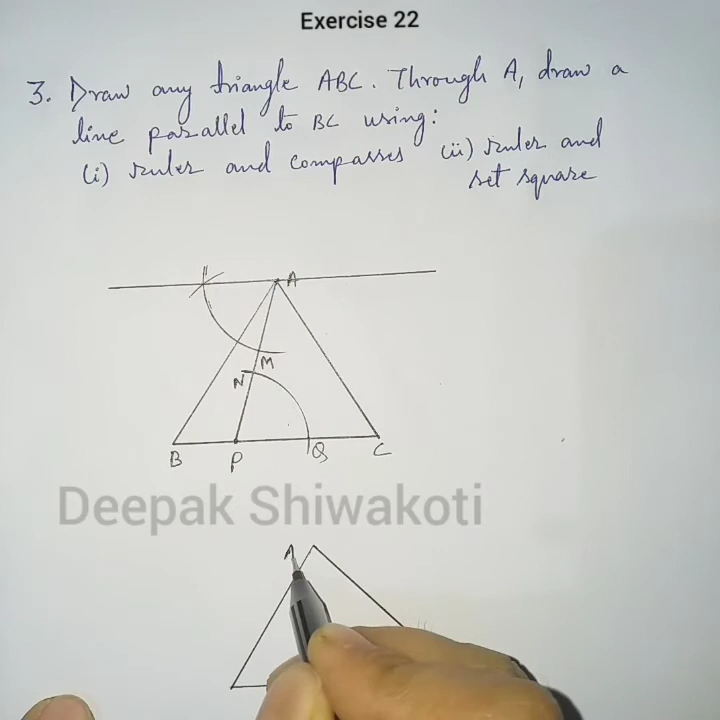 Exercise 22
3. Draw any triangle ABC. Through A, draw a
line parallel to BC using:
(i) ruler and compasses (ii) ruler and
set square
A
M
N
B P Q C
Deepak Shiwakoti
A